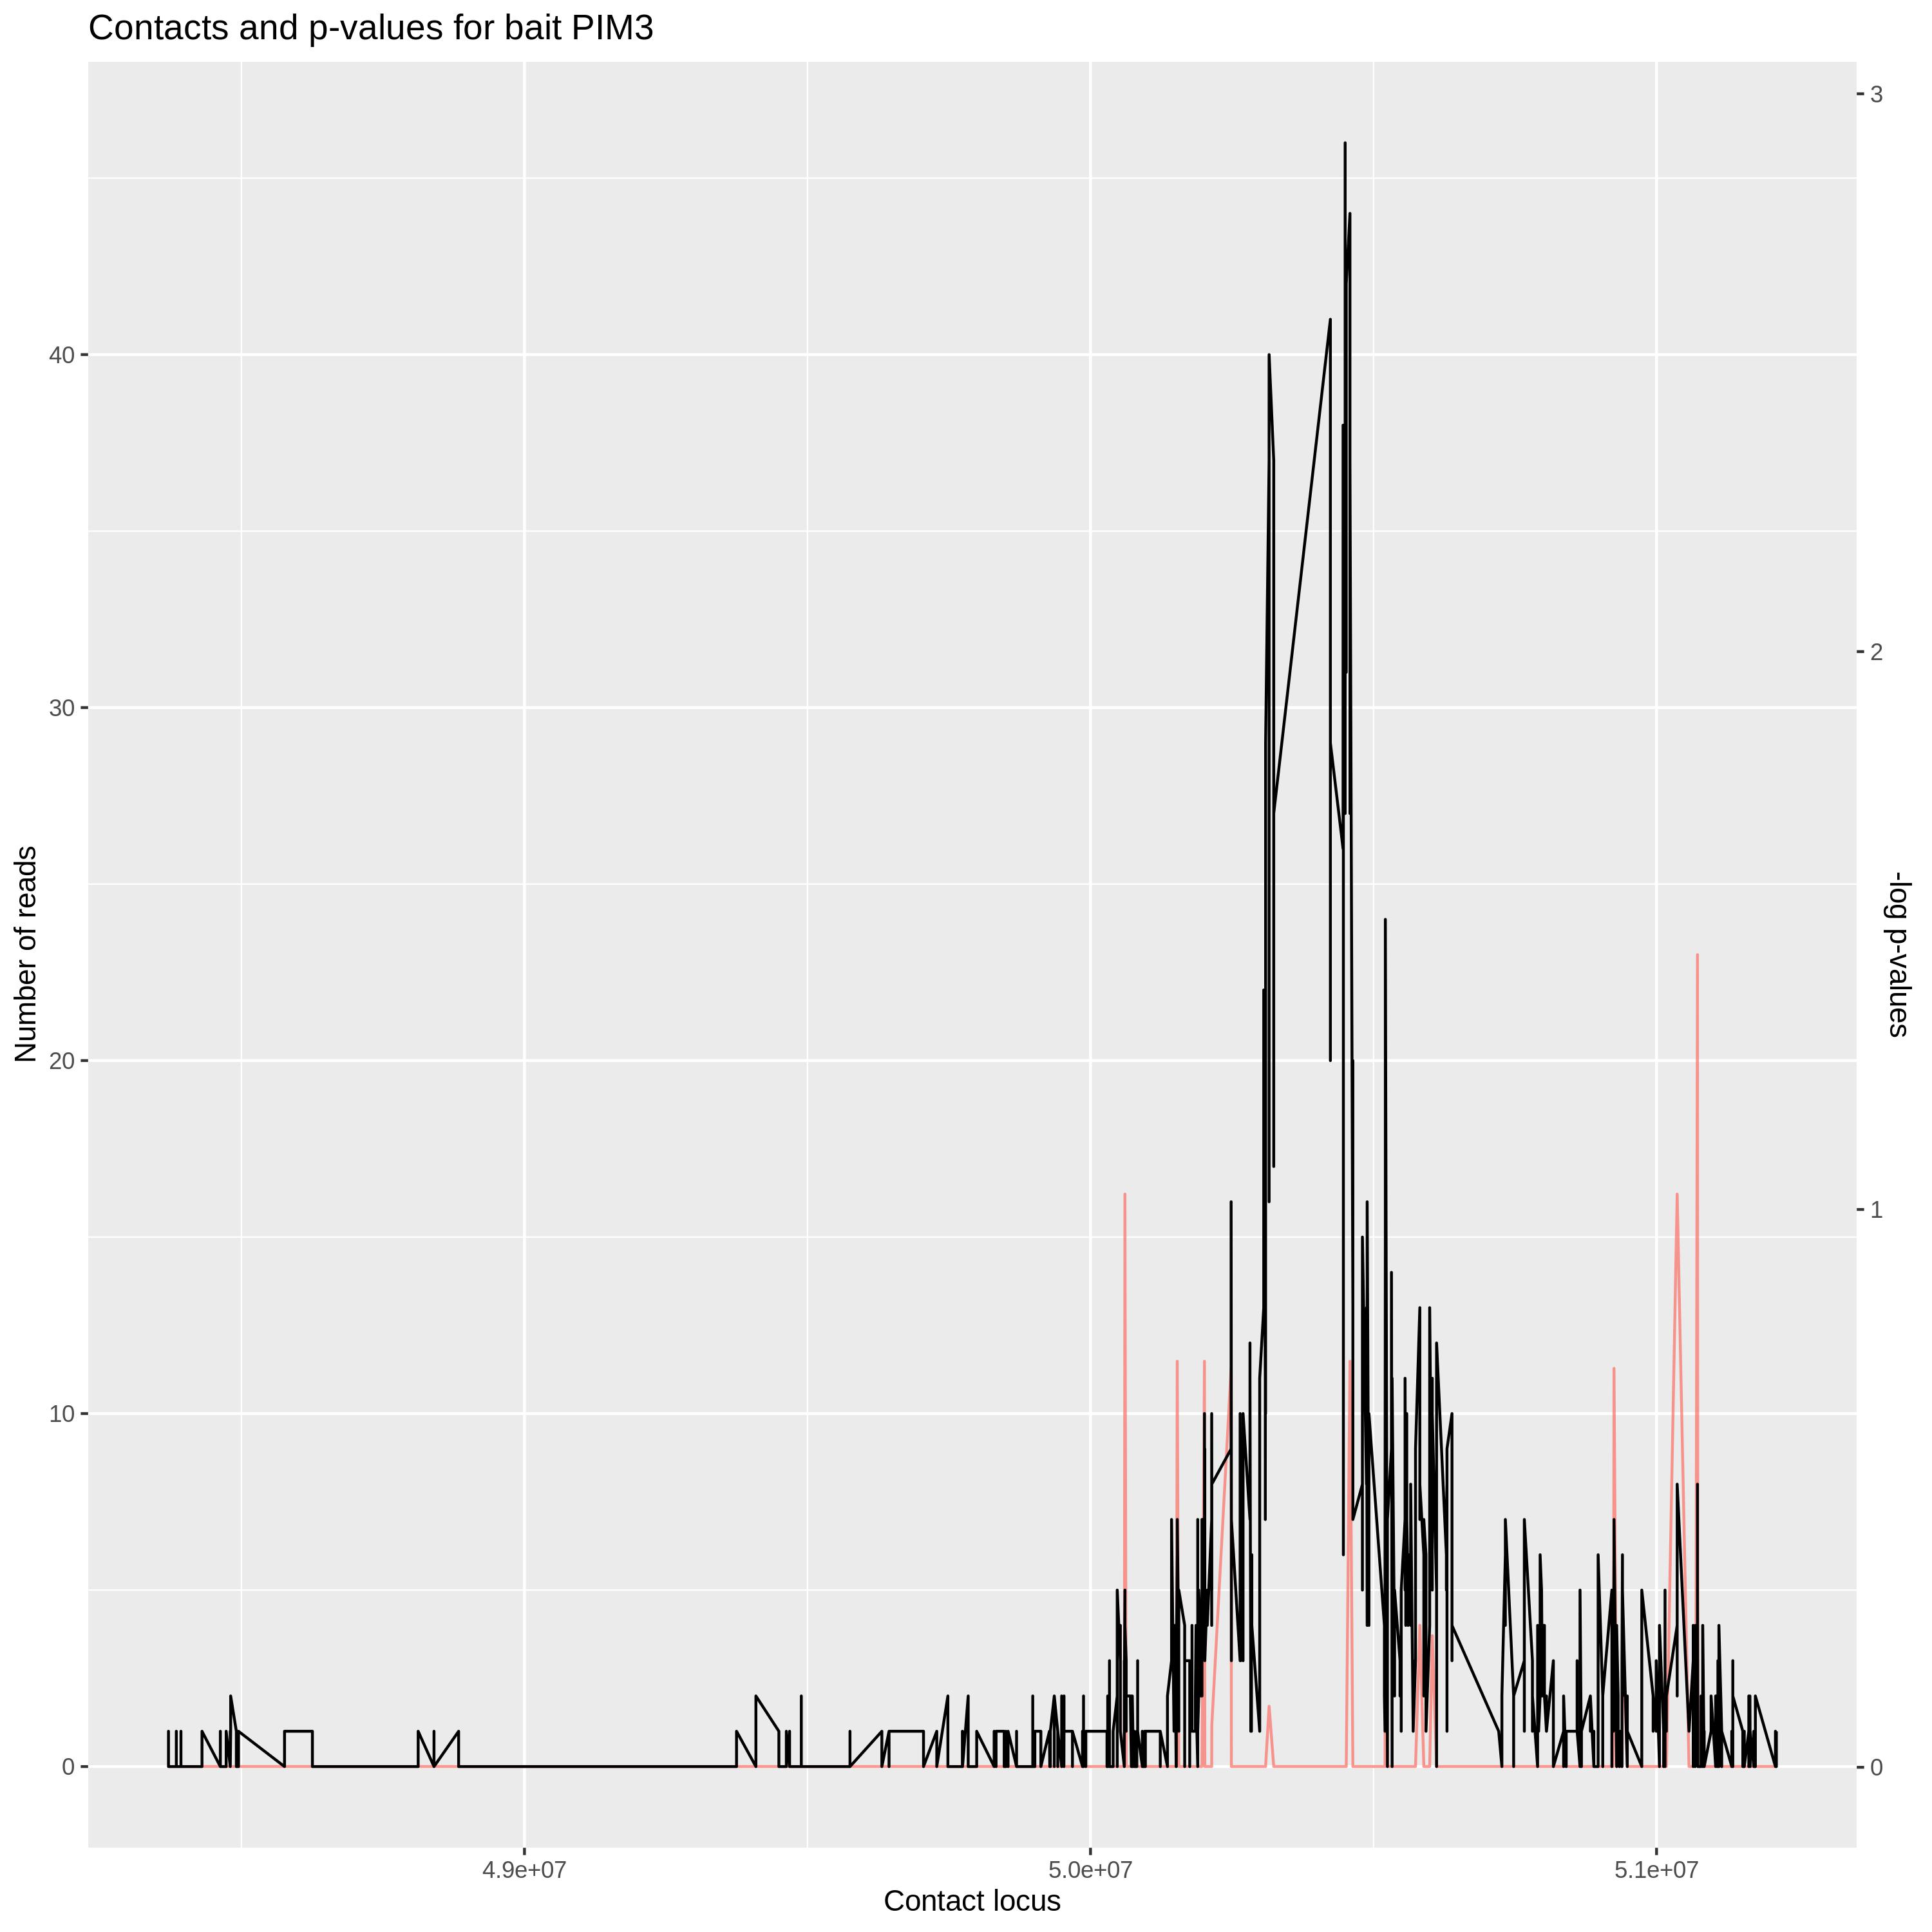 Contacts and p-values for bait PIM3
Number of reads
40
30
20
10
0
3
2
1
0
-log p-values
4.9e+07
5.0e+07
5.1e+07
Contact locus